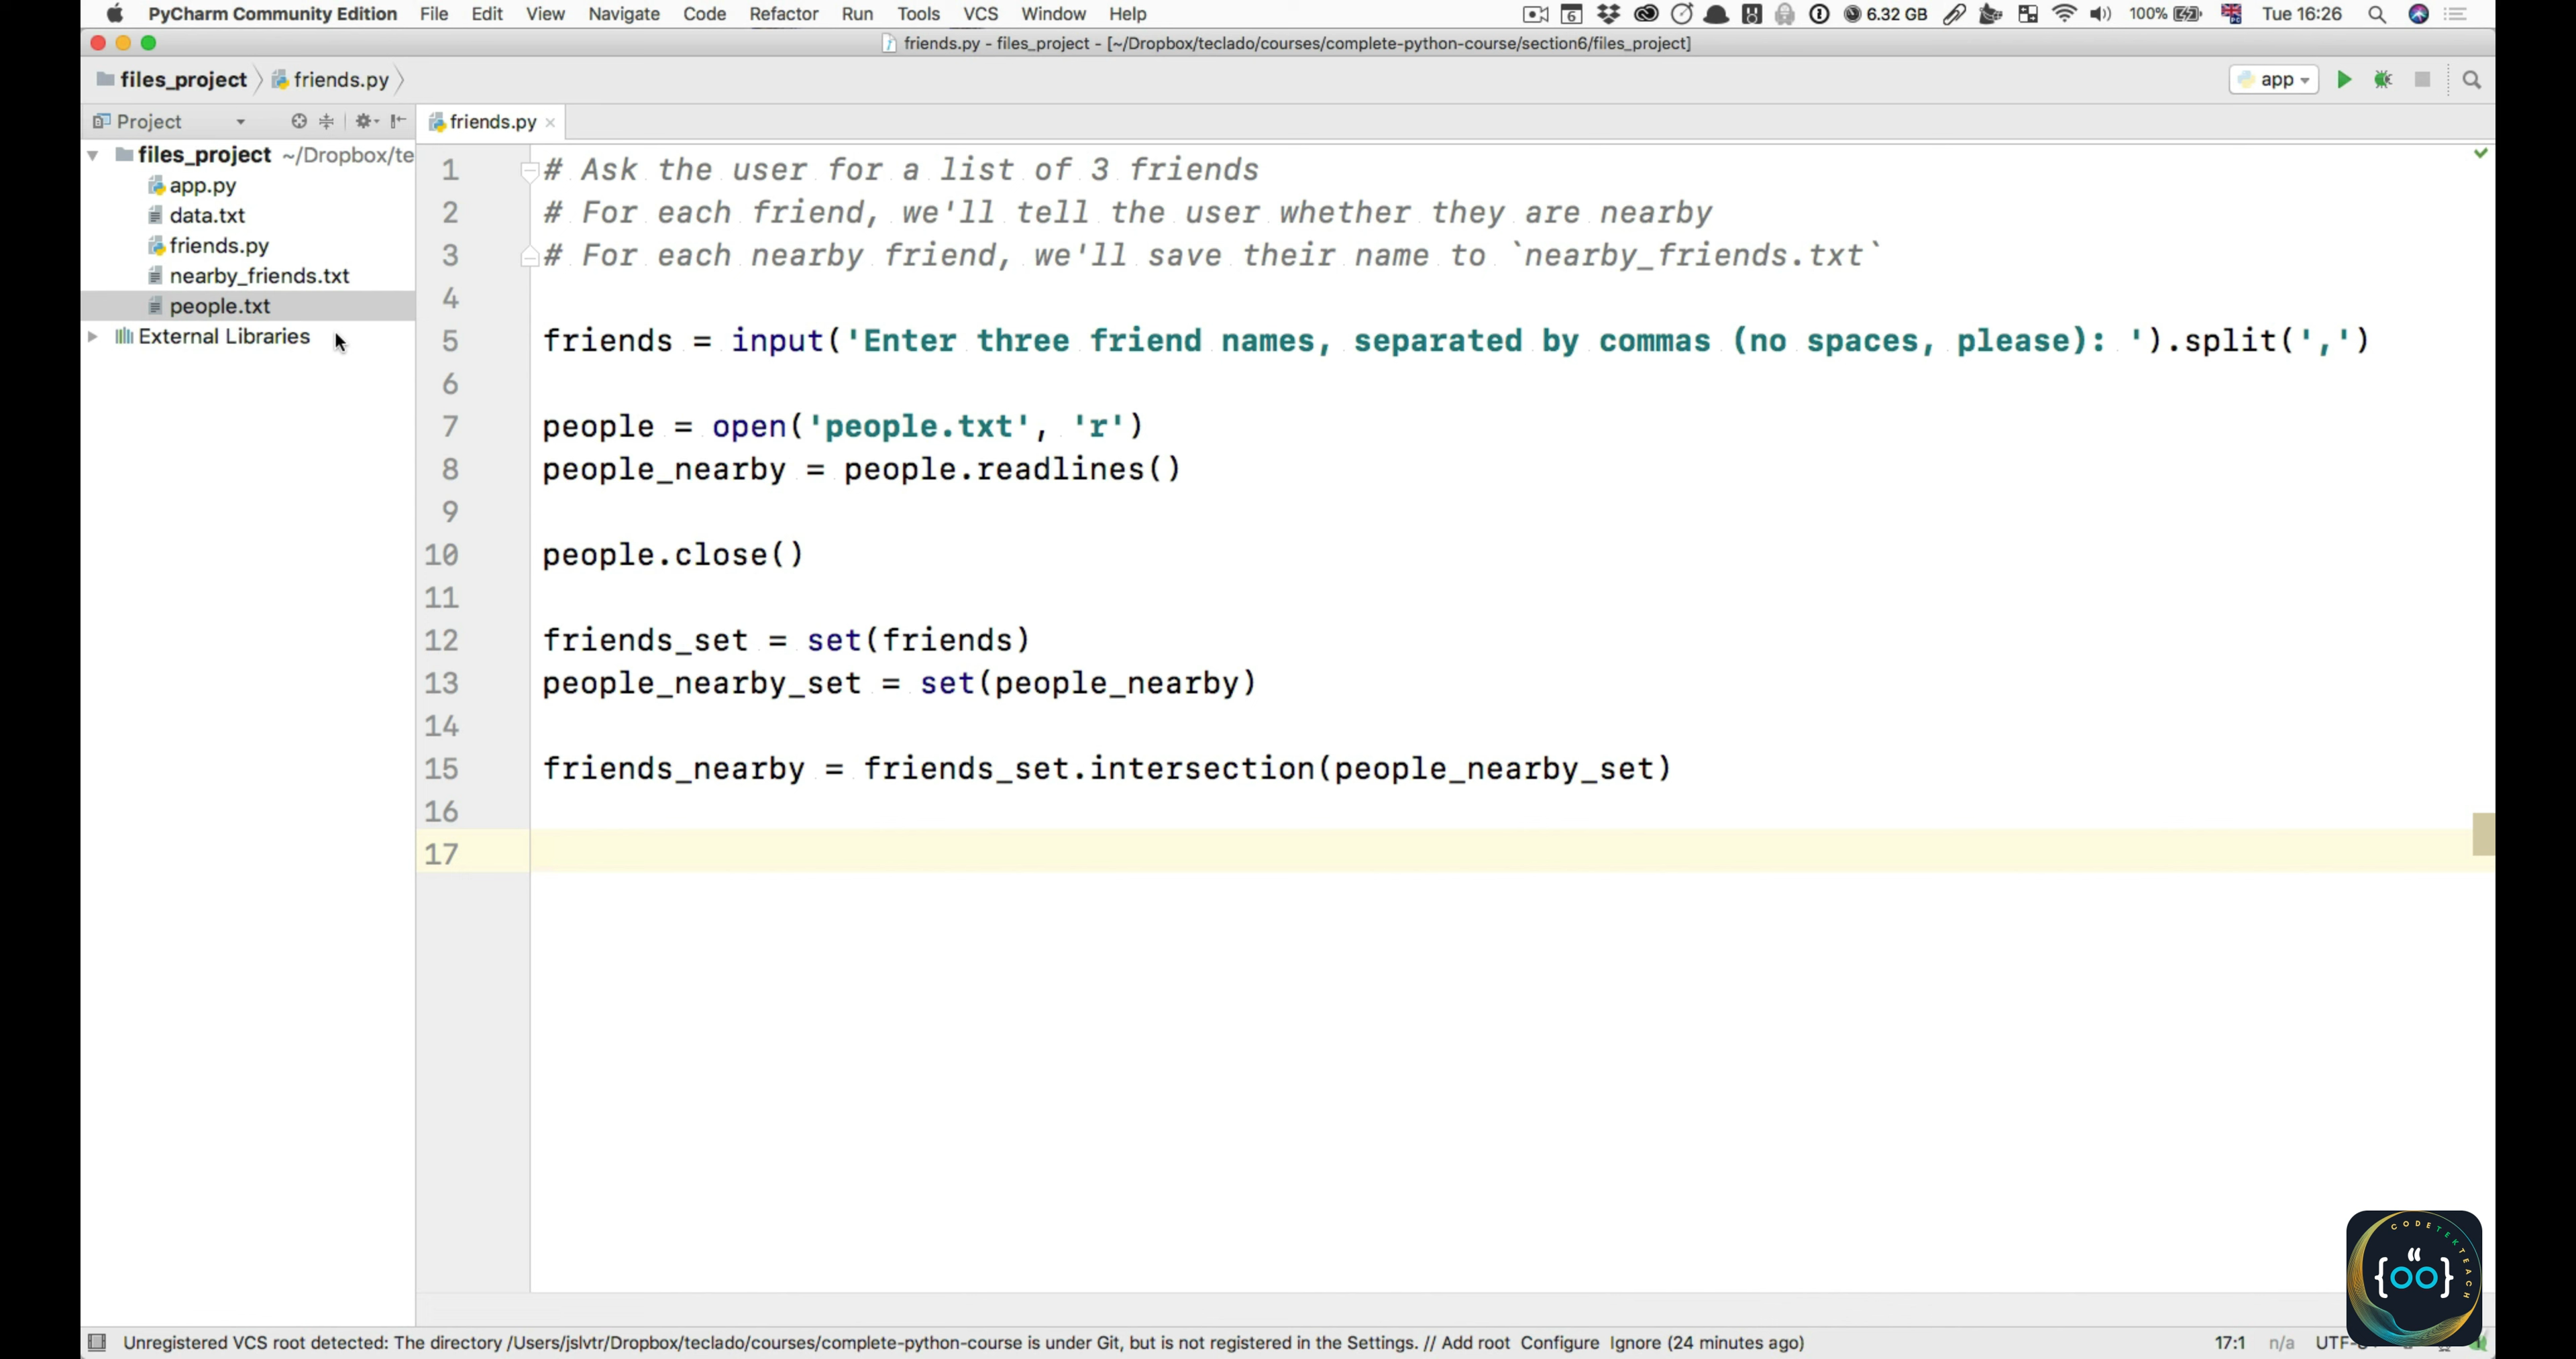 PyCharm Community Edition File Edit View Navigate Code Refactor Run Tools VCS Window Help 6 6.32 GB 100% Tue 16:26
friends.py - files_project - [~/Dropbox/teclado/courses/complete-python-course/section6/files_project]
files_project friends.py app
Project
friends.py
files_project ~/Dropbox/te
app.py
data.txt
friends.py
nearby_friends.txt
people.txt
External Libraries
1 # Ask the user for a list of 3 friends
2 # For each friend, we'll tell the user whether they are nearby
3 # For each nearby friend, we'll save their name to `nearby_friends.txt`
4
5 friends = input('Enter three friend names, separated by commas (no spaces, please): ').split(',')
6
7 people = open('people.txt', 'r')
8 people_nearby = people.readlines()
9
10 people.close()
11
12 friends_set = set(friends)
13 people_nearby_set = set(people_nearby)
14
15 friends_nearby = friends_set.intersection(people_nearby_set)
16
17
CODETEKTEACH
Unregistered VCS root detected: The directory /Users/jslvtr/Dropbox/teclado/courses/complete-python-course is under Git, but is not registered in the Settings. // Add root Configure Ignore (24 minutes ago) 17:1 n/a